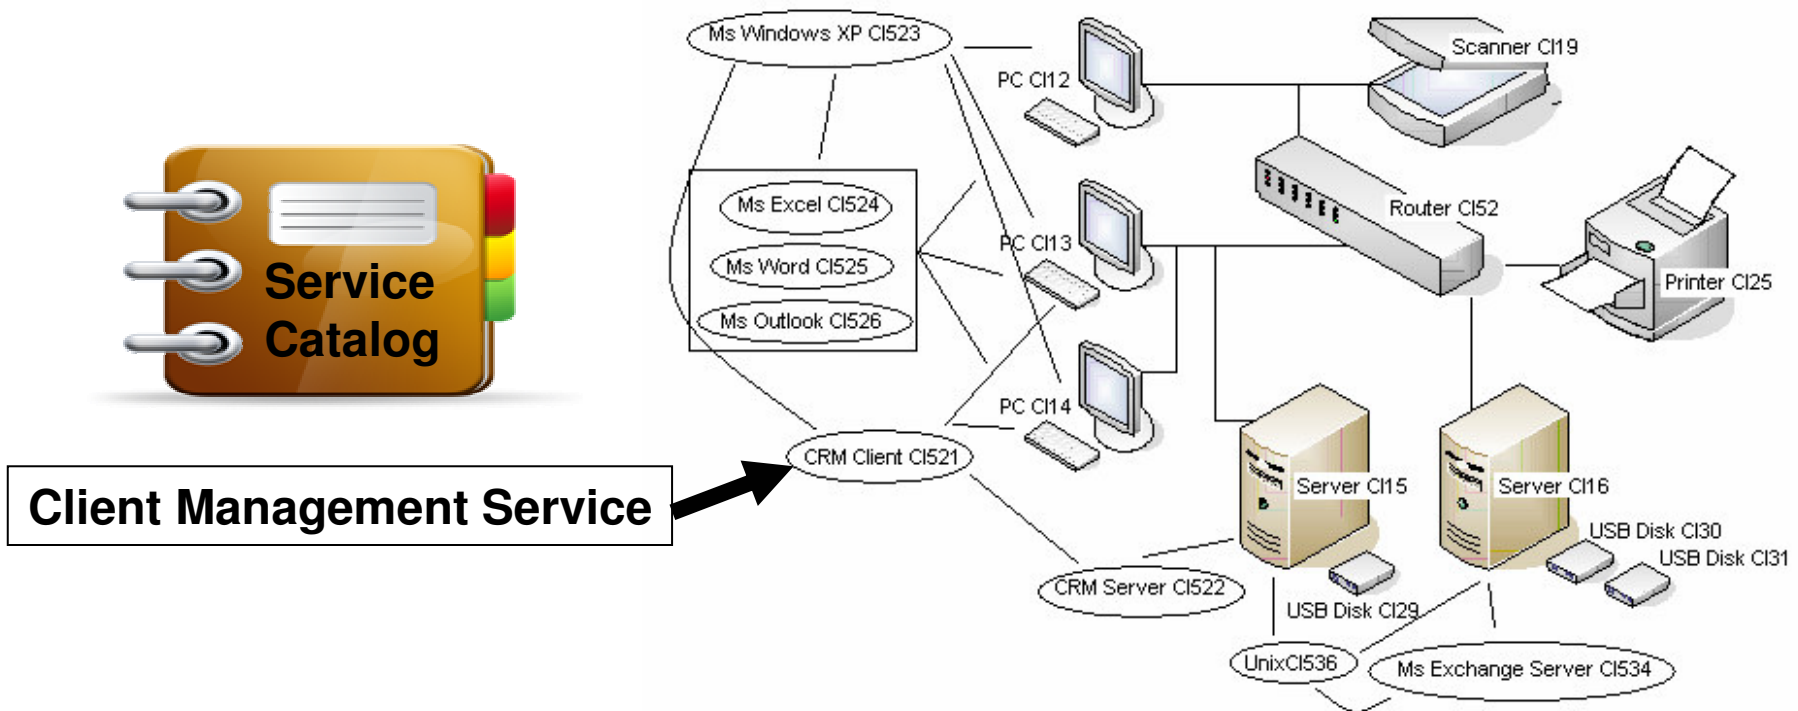 Ms Windows XP CI523
Scanner CI19
PC CI12
Service
Catalog
Ms Excel CI524
Ms Word CI525
Ms Outlook CI526
PC CI13
Router CI52
Printer CI25
PC CI14
CRM Client CI521
Client Management Service
Server CI15
Server CI16
USB Disk CI30
USB Disk CI31
CRM Server CI522
USB Disk CI29
UnixCI536
Ms Exchange Server CI534